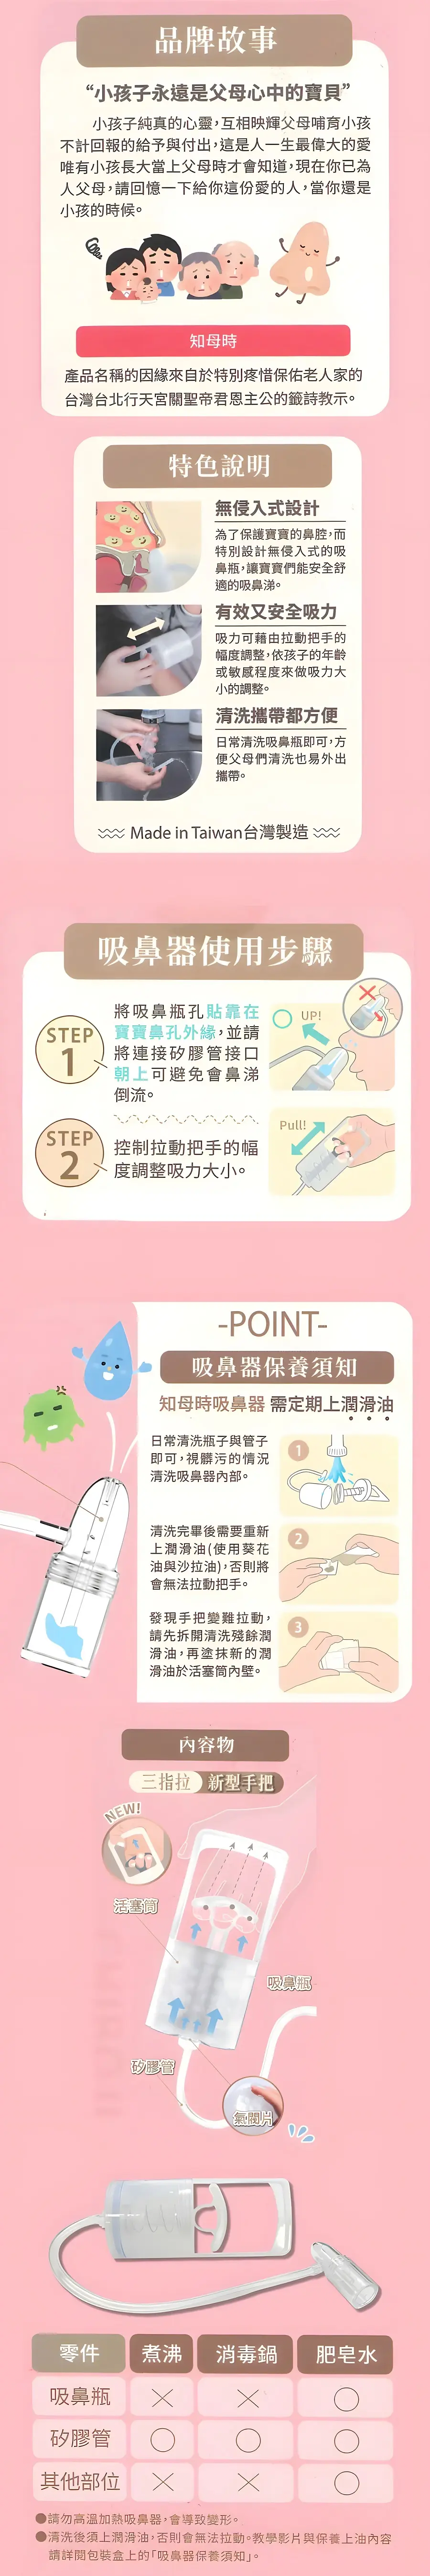 品牌故事
“小孩子永遠是父母心中的寶貝”
小孩子純真的心靈,互相映輝父母哺育小孩
不計回報的給予與付出,這是人一生最偉大的愛
唯有小孩長大當上父母時才會知道,現在你已為
人父母,請回憶一下給你這份愛的人,當你還是
小孩的時候。
知母時
產品名稱的因緣來自於特別疼惜保佑老人家的
台灣台北行天宮關聖帝君恩主公的籤詩教示。
特色說明
無侵入式設計
為了保護寶寶的鼻腔,而
特別設計無侵入式的吸
鼻瓶,讓寶寶們能安全舒
適的吸鼻涕。
有效又安全吸力
吸力可藉由拉動把手的
幅度調整,依孩子的年齡
或敏感程度來做吸力大
小的調整。
清洗攜帶都方便
日常清洗吸鼻瓶即可,方
便父母們清洗也易外出
攜帶。
Made in Taiwan台灣製造
吸鼻器使用步驟
STEP
1
將吸鼻瓶孔貼靠在
寶寶鼻孔外緣,並請
將連接矽膠管接口
朝上可避免會鼻涕
倒流。
UP!
STEP
2
控制拉動把手的幅
度調整吸力大小。
Pull!
-POINT-
吸鼻器保養須知
知母時吸鼻器 需定期上潤滑油
日常清洗瓶子與管子
即可,視髒污的情況
清洗吸鼻器內部。
1
清洗完畢後需要重新
上潤滑油(使用葵花
油與沙拉油),否則將
會無法拉動把手。
2
發現手把變難拉動,
請先拆開清洗殘餘潤
滑油,再塗抹新的潤
滑油於活塞筒內壁。
3
內容物
三指拉 新型手把
NEW!
活塞筒
吸鼻瓶
矽膠管
氣閥片
零件 煮沸 消毒鍋 肥皂水
吸鼻瓶 ╳ ╳ ○
矽膠管 ○ ○ ○
其他部位 ╳ ╳ ○
●請勿高溫加熱吸鼻器,會導致變形。
●清洗後須上潤滑油,否則會無法拉動。教學影片與保養上油內容
請詳開包裝盒上的「吸鼻器保養須知」。